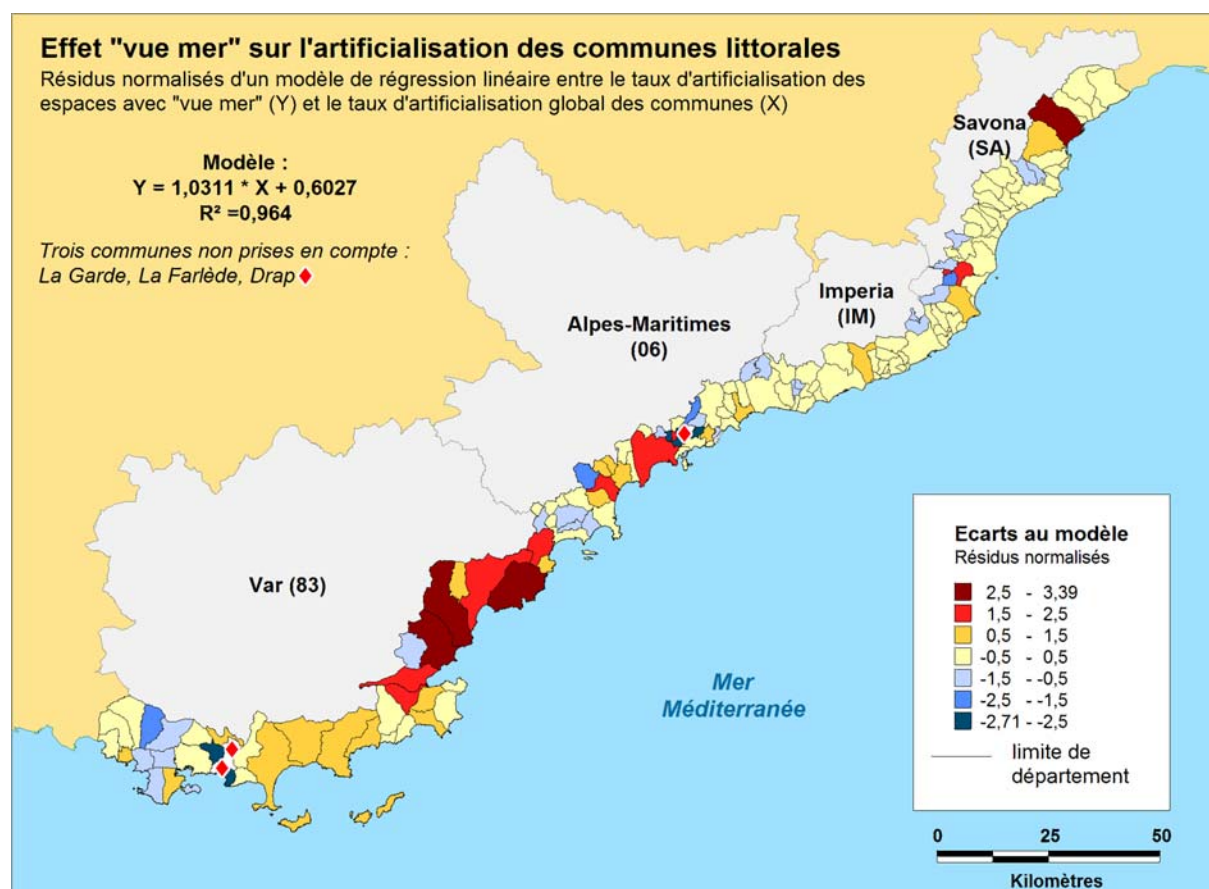 Effet "vue mer" sur l'artificialisation des communes littorales
Résidus normalisés d'un modèle de régression linéaire entre le taux d'artificialisation des
espaces avec "vue mer" (Y) et le taux d'artificialisation global des communes (X)
Modèle :
Y = 1,0311 * X + 0,6027
R² =0,964
Trois communes non prises en compte :
La Garde, La Farlède, Drap
Savona
(SA)
Imperia
(IM)
Alpes-Maritimes
(06)
Var (83)
Mer
Méditerranée
Ecarts au modèle
Résidus normalisés
2,5 - 3,39
1,5 - 2,5
0,5 - 1,5
-0,5 - 0,5
-1,5 - -0,5
-2,5 - -1,5
-2,71 - -2,5
limite de
département
0 25 50
Kilomètres